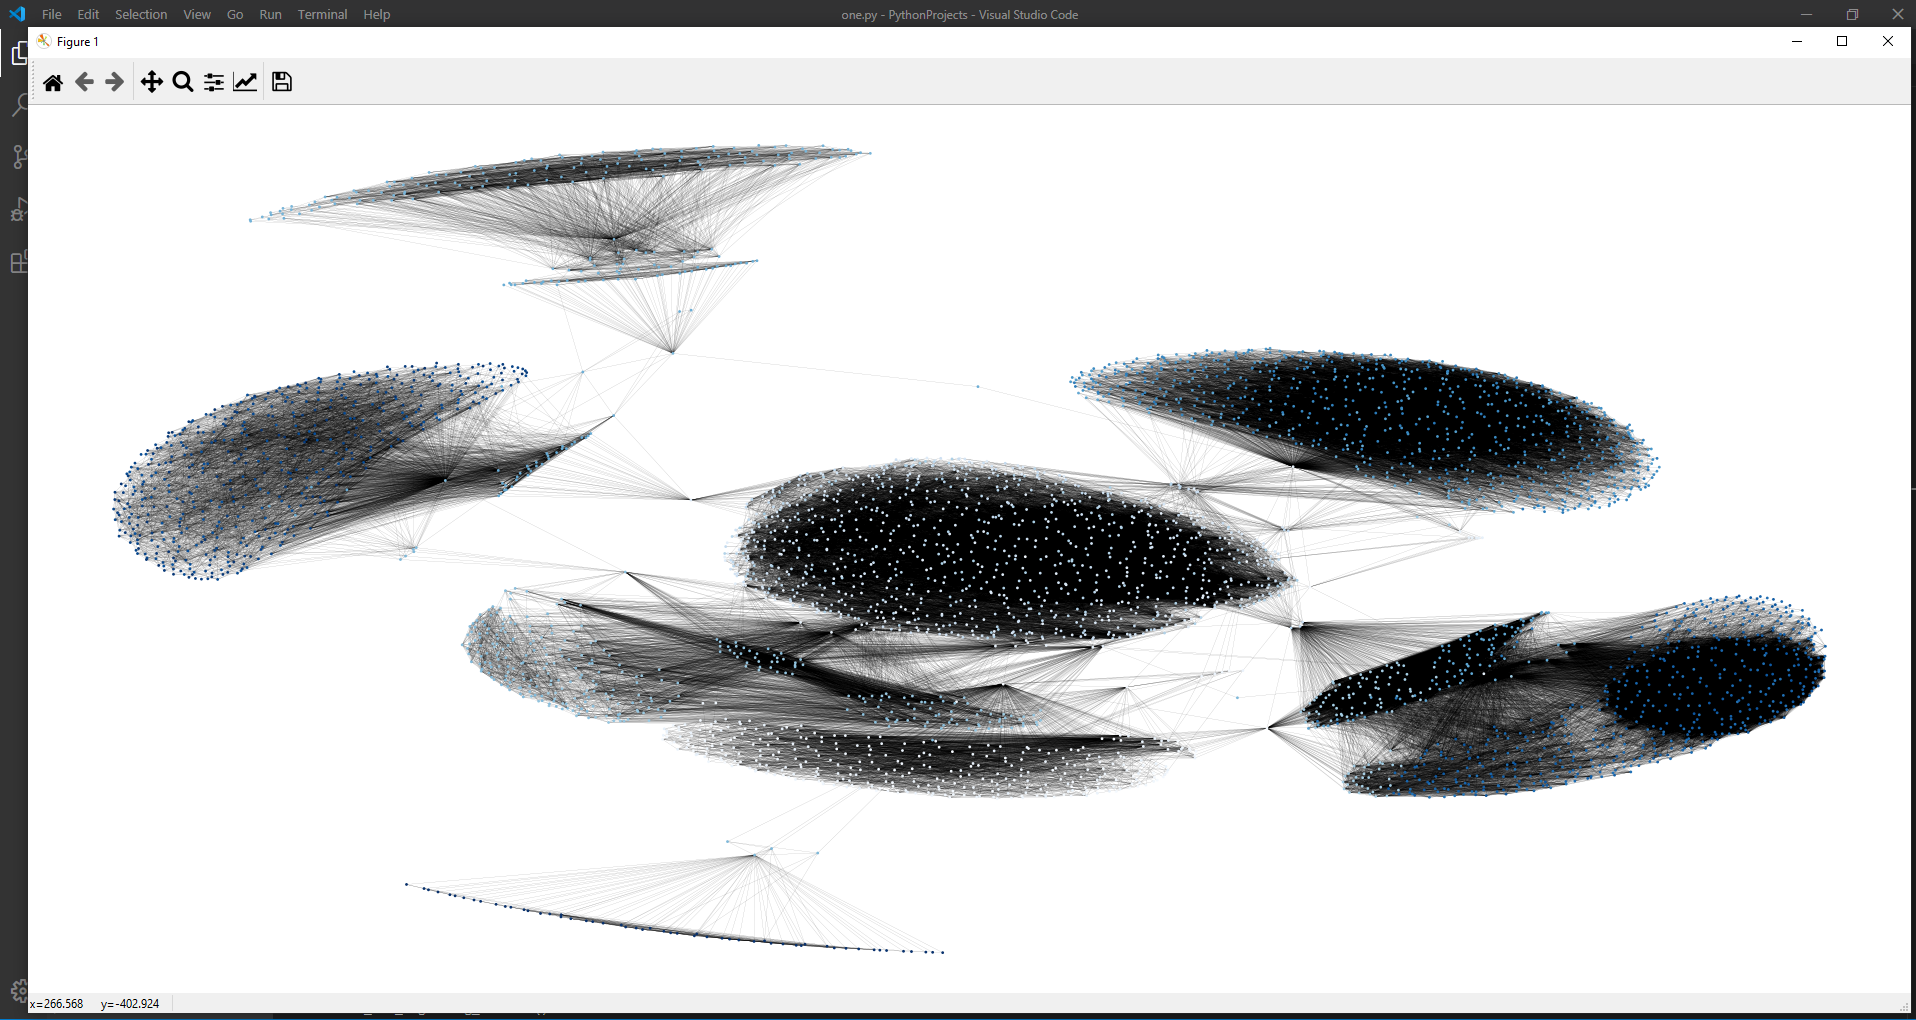 File Edit Selection View Go Run Terminal Help one.py - PythonProjects - Visual Studio Code
Figure 1
x=266.568 y=-402.924